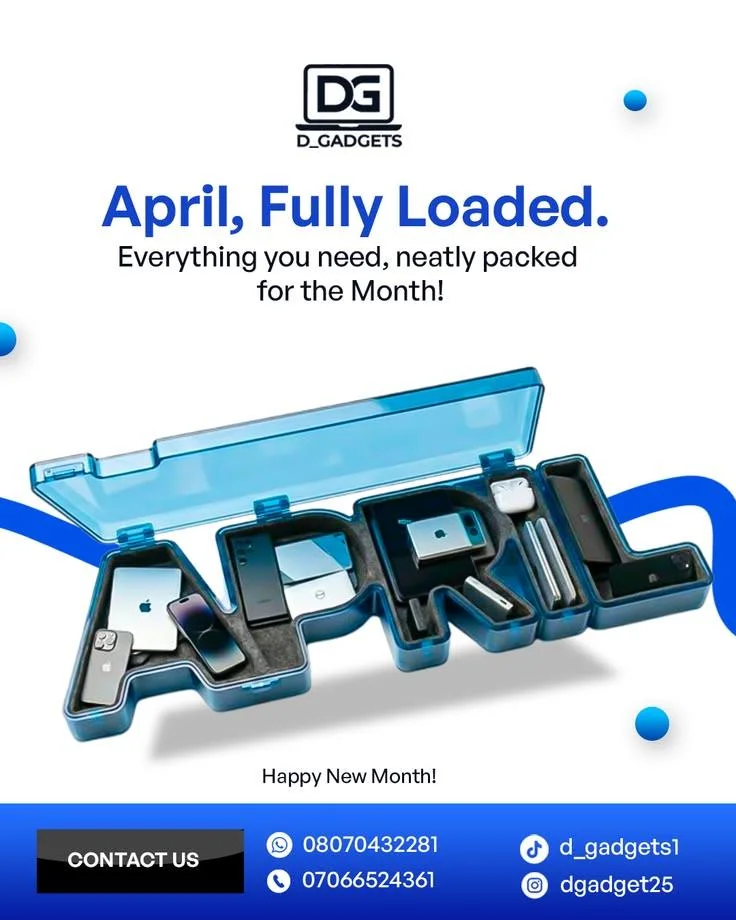 DG
D_GADGETS
April, Fully Loaded.
Everything you need, neatly packed
for the Month!
APRIL
Happy New Month!
CONTACT US
08070432281
07066524361
d_gadgets1
dgadget25